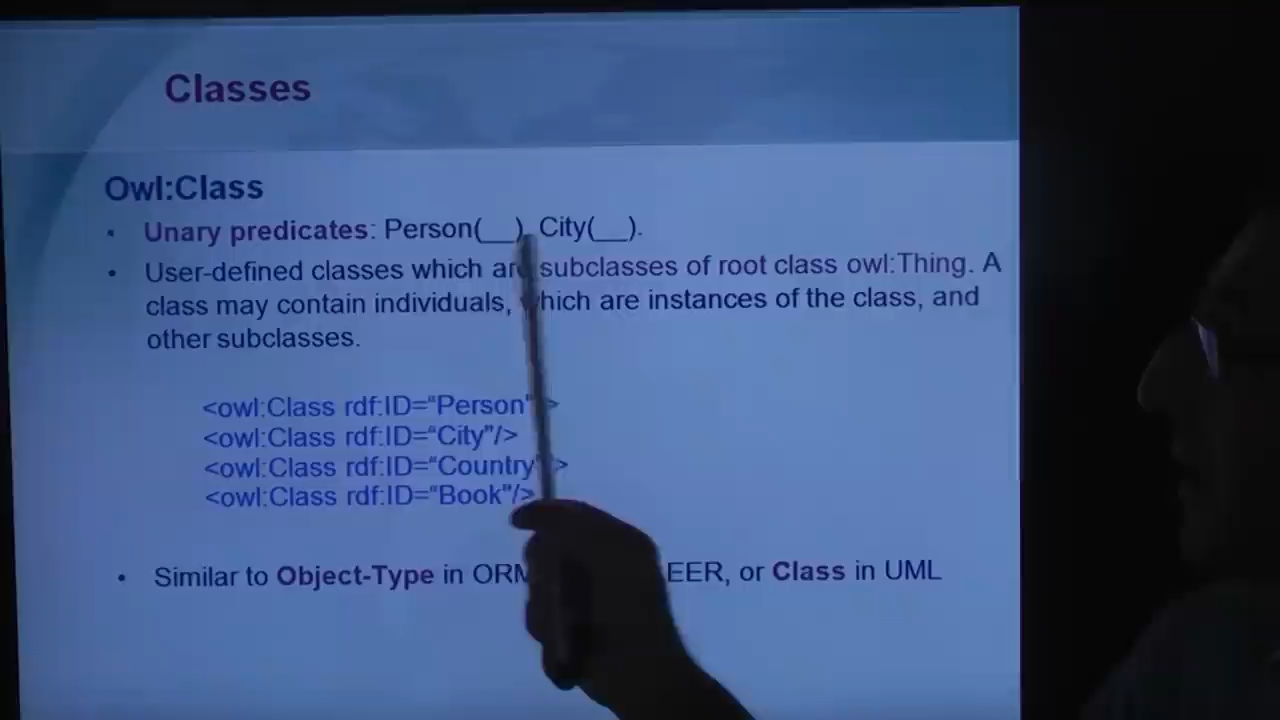 Classes
Owl:Class
• Unary predicates: Person(__), City(__).
• User-defined classes which are subclasses of root class owl:Thing. A
class may contain individuals, which are instances of the class, and
other subclasses.
<owl:Class rdf:ID=“Person”/>
<owl:Class rdf:ID=“City”/>
<owl:Class rdf:ID=“Country”/>
<owl:Class rdf:ID=“Book”/>
• Similar to Object-Type in ORM EER, or Class in UML